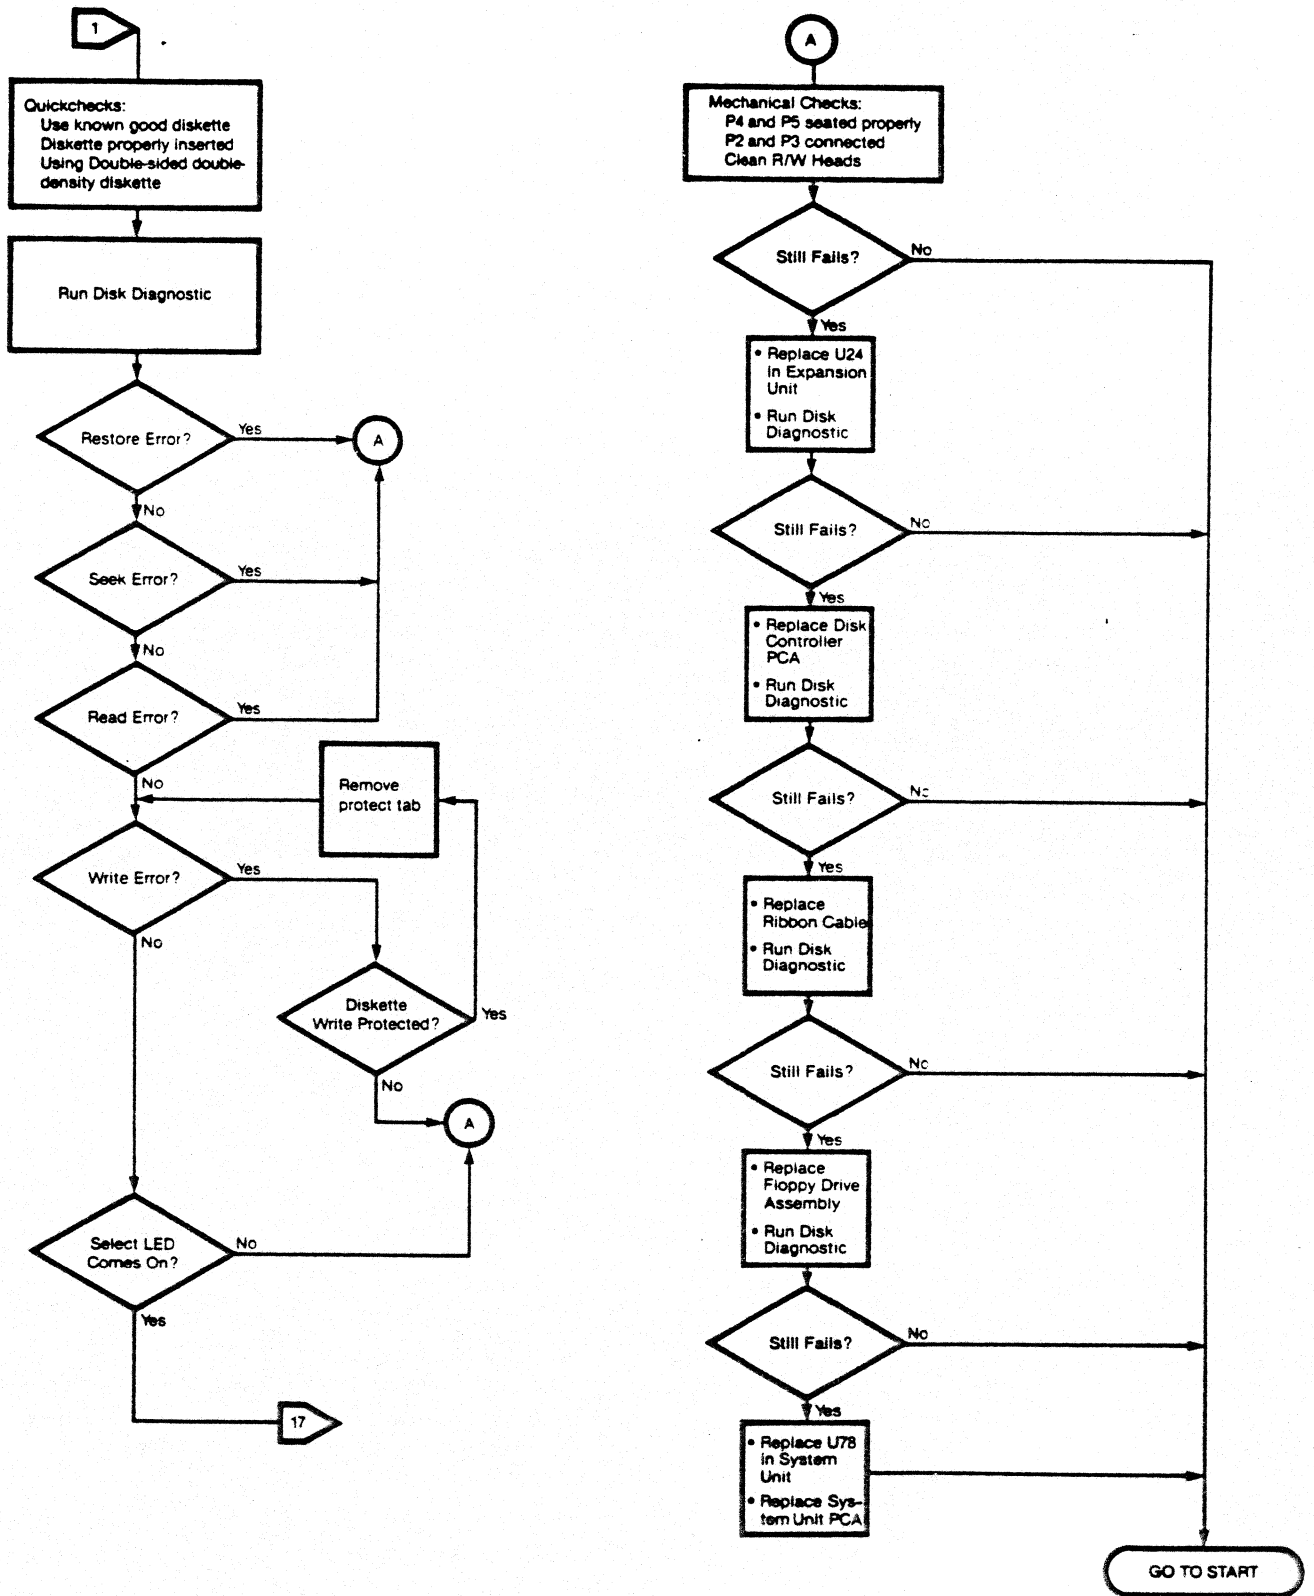 1
Quickchecks:
Use known good diskette
Diskette properly inserted
Using Double-sided double-
density diskette
Run Disk Diagnostic
Restore Error?
Yes
A
No
Seek Error?
Yes
No
Read Error?
Yes
No
Remove
protect tab
Write Error?
Yes
No
Diskette
Write Protected?
Yes
No
A
Select LED
Comes On?
No
Yes
17
A
Mechanical Checks:
P4 and P5 seated properly
P2 and P3 connected
Clean R/W Heads
Still Fails?
No
Yes
• Replace U24
in Expansion
Unit
• Run Disk
Diagnostic
Still Fails?
No
Yes
• Replace Disk
Controller
PCA
• Run Disk
Diagnostic
Still Fails?
No
Yes
• Replace
Ribbon Cable
• Run Disk
Diagnostic
Still Fails?
No
Yes
• Replace
Floppy Drive
Assembly
• Run Disk
Diagnostic
Still Fails?
No
Yes
• Replace U78
in System
Unit
• Replace Sys-
tem Unit PCA
GO TO START